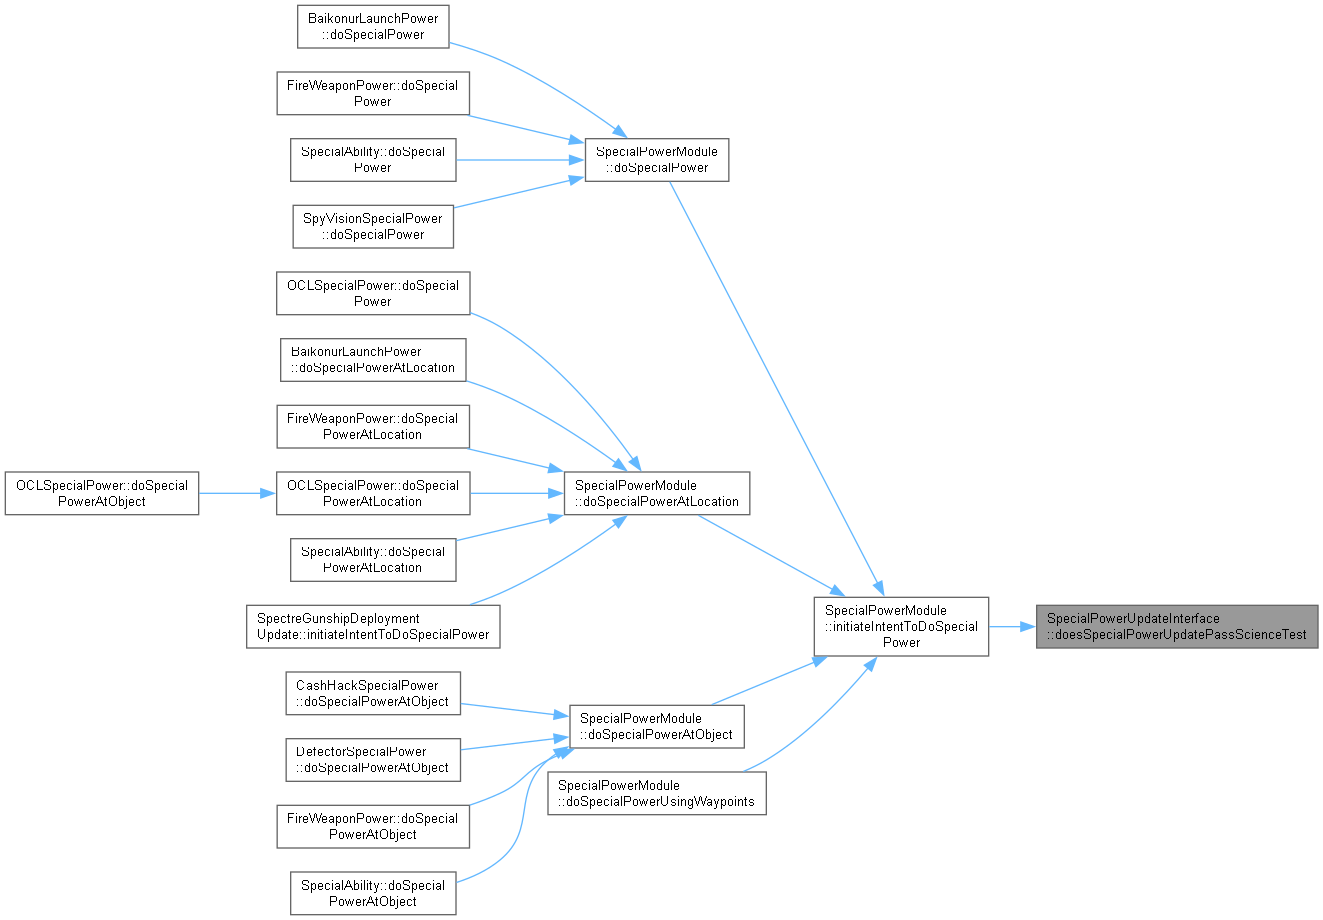 BaikonurLaunchPower
::doSpecialPower
FireWeaponPower::doSpecial
Power
SpecialAbility::doSpecial
Power
SpecialPowerModule
::doSpecialPower
SpyVisionSpecialPower
::doSpecialPower
OCLSpecialPower::doSpecial
Power
BaikonurLaunchPower
::doSpecialPowerAtLocation
FireWeaponPower::doSpecial
PowerAtLocation
OCLSpecialPower::doSpecial
PowerAtObject
OCLSpecialPower::doSpecial
PowerAtLocation
SpecialPowerModule
::doSpecialPowerAtLocation
SpecialAbility::doSpecial
PowerAtLocation
SpectreGunshipDeployment
Update::initiateIntentToDoSpecialPower
SpecialPowerModule
::initiateIntentToDoSpecial
Power
SpecialPowerUpdateInterface
::doesSpecialPowerUpdatePassScienceTest
CashHackSpecialPower
::doSpecialPowerAtObject
SpecialPowerModule
::doSpecialPowerAtObject
DefectorSpecialPower
::doSpecialPowerAtObject
SpecialPowerModule
::doSpecialPowerUsingWaypoints
FireWeaponPower::doSpecial
PowerAtObject
SpecialAbility::doSpecial
PowerAtObject